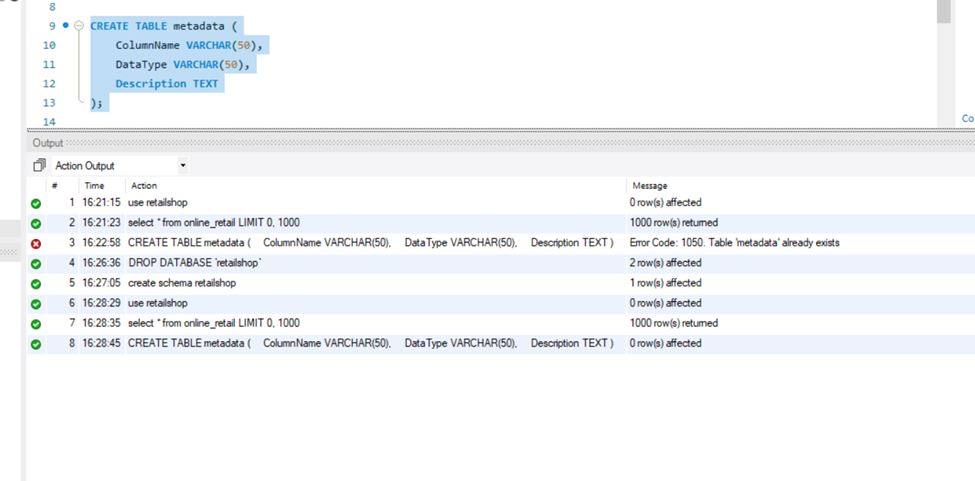 8
9 CREATE TABLE metadata (
10 ColumnName VARCHAR(50),
11 DataType VARCHAR(50),
12 Description TEXT
13 );
14
Co
Output
Action Output
# Time Action Message
1 16:21:15 use retailshop 0 row(s) affected
2 16:21:23 select * from online_retail LIMIT 0, 1000 1000 row(s) returned
3 16:22:58 CREATE TABLE metadata ( ColumnName VARCHAR(50), DataType VARCHAR(50), Description TEXT ) Error Code: 1050. Table 'metadata' already exists
4 16:26:36 DROP DATABASE `retailshop` 2 row(s) affected
5 16:27:05 create schema retailshop 1 row(s) affected
6 16:28:29 use retailshop 0 row(s) affected
7 16:28:35 select * from online_retail LIMIT 0, 1000 1000 row(s) returned
8 16:28:45 CREATE TABLE metadata ( ColumnName VARCHAR(50), DataType VARCHAR(50), Description TEXT ) 0 row(s) affected